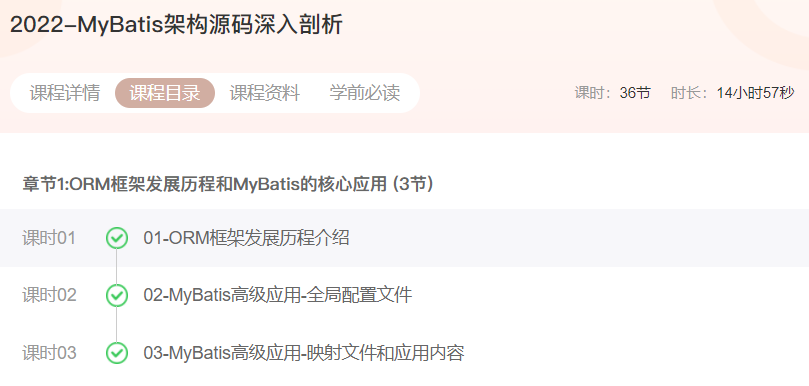 2022-MyBatis架构源码深入剖析
课程详情 课程目录 课程资料 学前必读 课时：36节 时长：14小时57秒
章节1:ORM框架发展历程和MyBatis的核心应用 (3节)
课时01 01-ORM框架发展历程介绍
课时02 02-MyBatis高级应用-全局配置文件
课时03 03-MyBatis高级应用-映射文件和应用内容